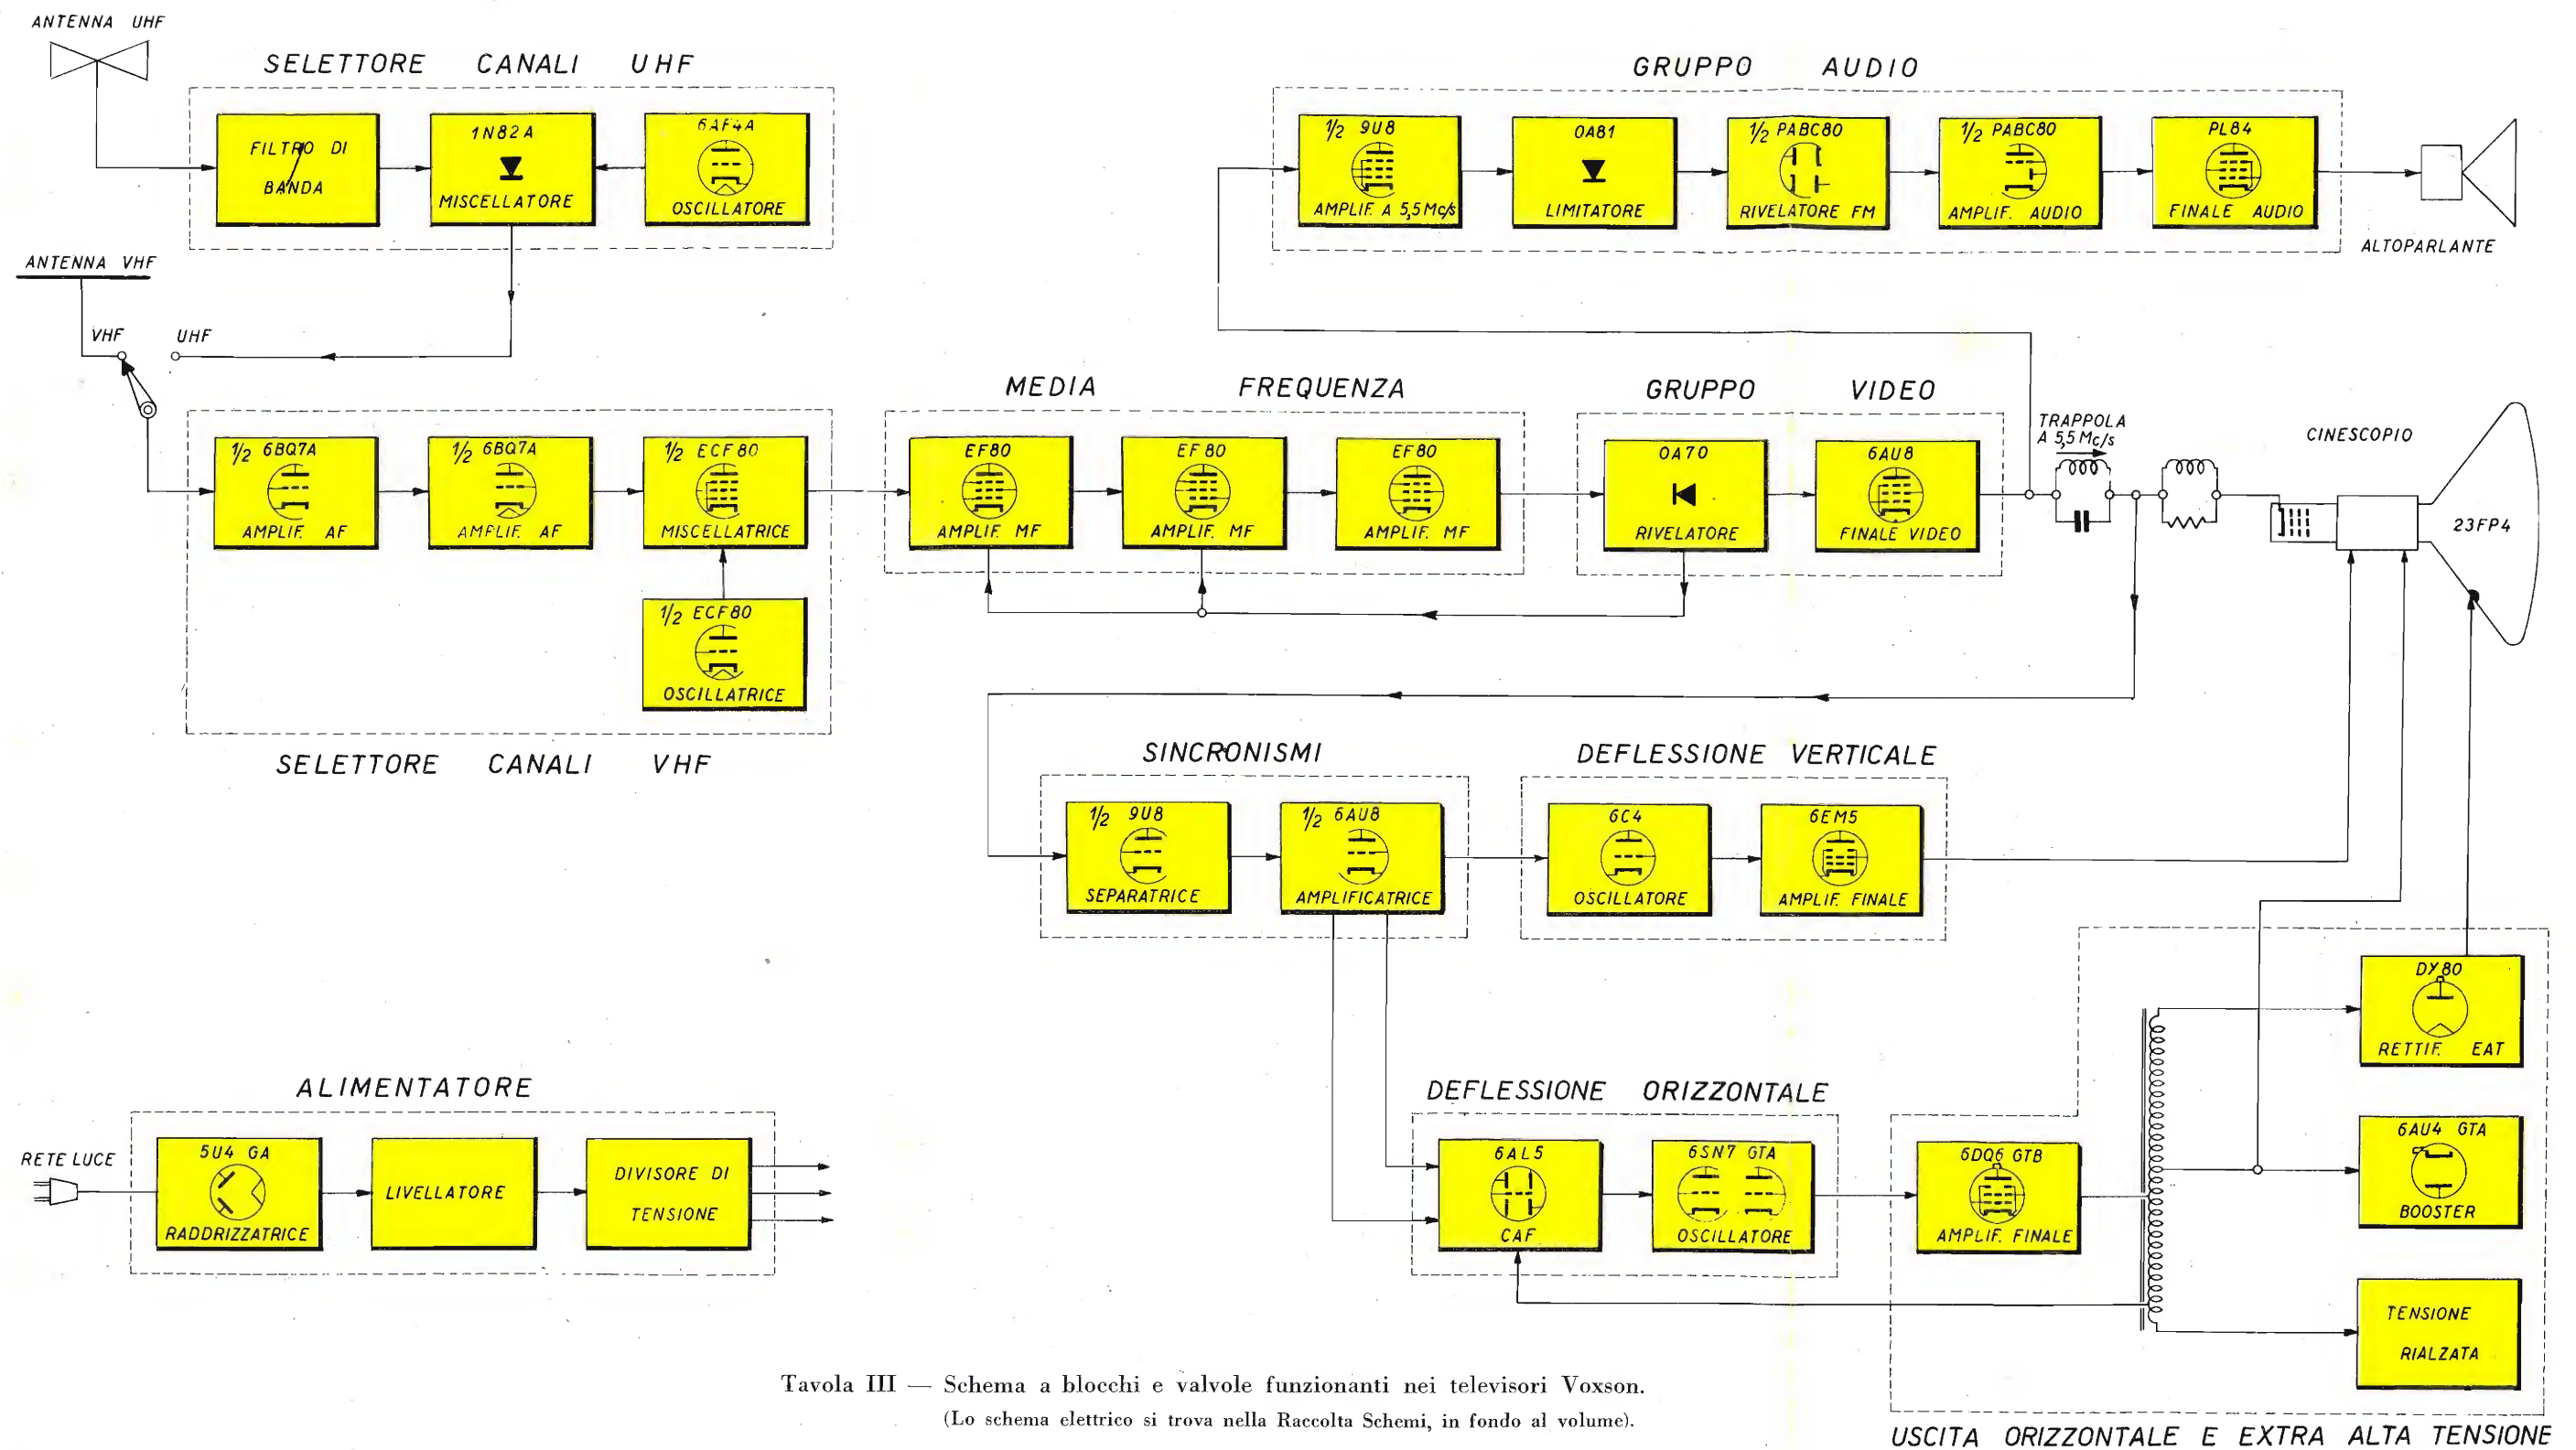 ANTENNA UHF
SELETTORE CANALI UHF
FILTRO DI
BANDA
1N82A
MISCELLATORE
6AF4A
OSCILLATORE
ANTENNA VHF
VHF
UHF
GRUPPO AUDIO
1/2 9U8
AMPLIF. A 5,5 Mc/s
OA81
LIMITATORE
1/2 PABC80
RIVELATORE FM
1/2 PABC80
AMPLIF. AUDIO
PL84
FINALE AUDIO
ALTOPARLANTE
1/2 6BQ7A
AMPLIF. AF
1/2 6BQ7A
AMPLIF. AF
1/2 ECF80
MISCELLATRICE
1/2 ECF80
OSCILLATRICE
SELETTORE CANALI VHF
MEDIA FREQUENZA
EF80
AMPLIF. MF
EF80
AMPLIF. MF
EF80
AMPLIF. MF
GRUPPO VIDEO
OA70
RIVELATORE
6AU8
FINALE VIDEO
TRAPPOLA
A 5,5 Mc/s
CINESCOPIO
23FP4
SINCRONISMI
1/2 9U8
SEPARATRICE
1/2 6AU8
AMPLIFICATRICE
DEFLESSIONE VERTICALE
6C4
OSCILLATORE
6EM5
AMPLIF. FINALE
ALIMENTATORE
RETE LUCE
5U4 GA
RADDRIZZATRICE
LIVELLATORE
DIVISORE DI
TENSIONE
DEFLESSIONE ORIZZONTALE
6AL5
CAF
6SN7 GTA
OSCILLATORE
6DQ6 GTB
AMPLIF. FINALE
DY80
RETTIF. EAT
6AU4 GTA
BOOSTER
TENSIONE
RIALZATA
USCITA ORIZZONTALE E EXTRA ALTA TENSIONE
Tavola III — Schema a blocchi e valvole funzionanti nei televisori Voxson.
(Lo schema elettrico si trova nella Raccolta Schemi, in fondo al volume).